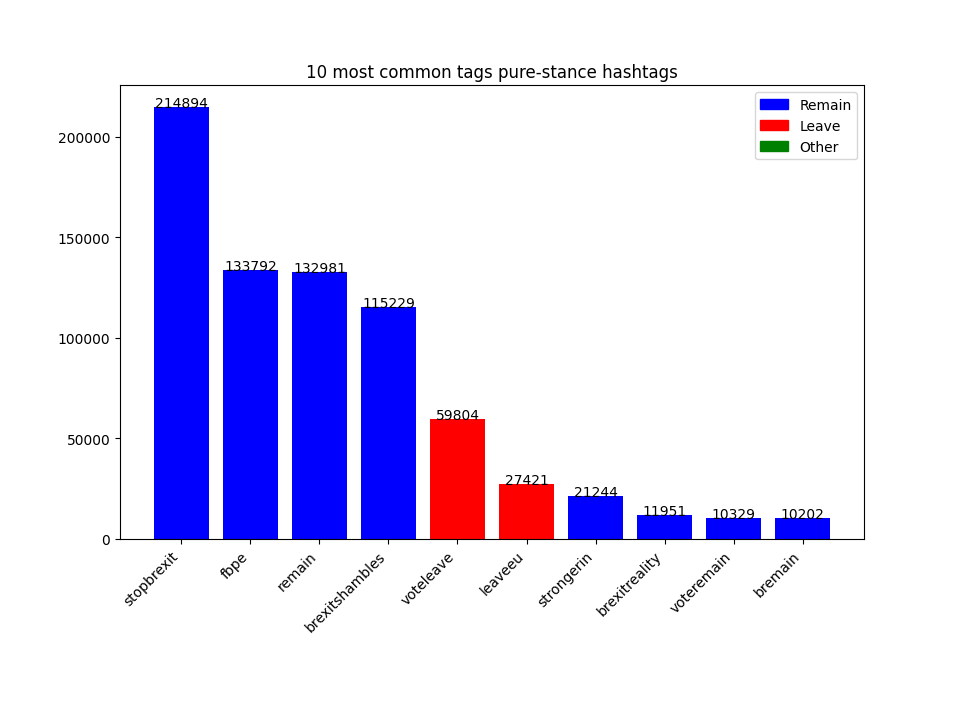 10 most common tags pure-stance hashtags
Remain
Leave
Other
200000
150000
100000
50000
0
214894
133792
132981
115229
59804
27421
21244
11951
10329
10202
stopbrexit
fbpe
remain
brexitshambles
voteleave
leaveeu
strongerin
brexitreality
voteremain
bremain